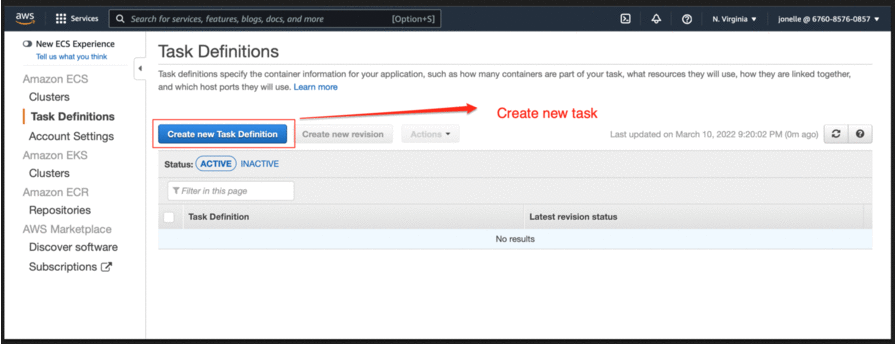 aws
Services
Search for services, features, blogs, docs, and more
[Option+S]
N. Virginia
jonelle @ 6760-8576-0857
New ECS Experience
Tell us what you think
Amazon ECS
Clusters
Task Definitions
Account Settings
Amazon EKS
Clusters
Amazon ECR
Repositories
AWS Marketplace
Discover software
Subscriptions
Task Definitions
Task definitions specify the container information for your application, such as how many containers are part of your task, what resources they will use, how they are linked together,
and which host ports they will use. Learn more
Create new task
Create new Task Definition
Create new revision
Actions
Last updated on March 10, 2022 9:20:02 PM (0m ago)
Status: ACTIVE INACTIVE
Filter in this page
Task Definition
Latest revision status
No results